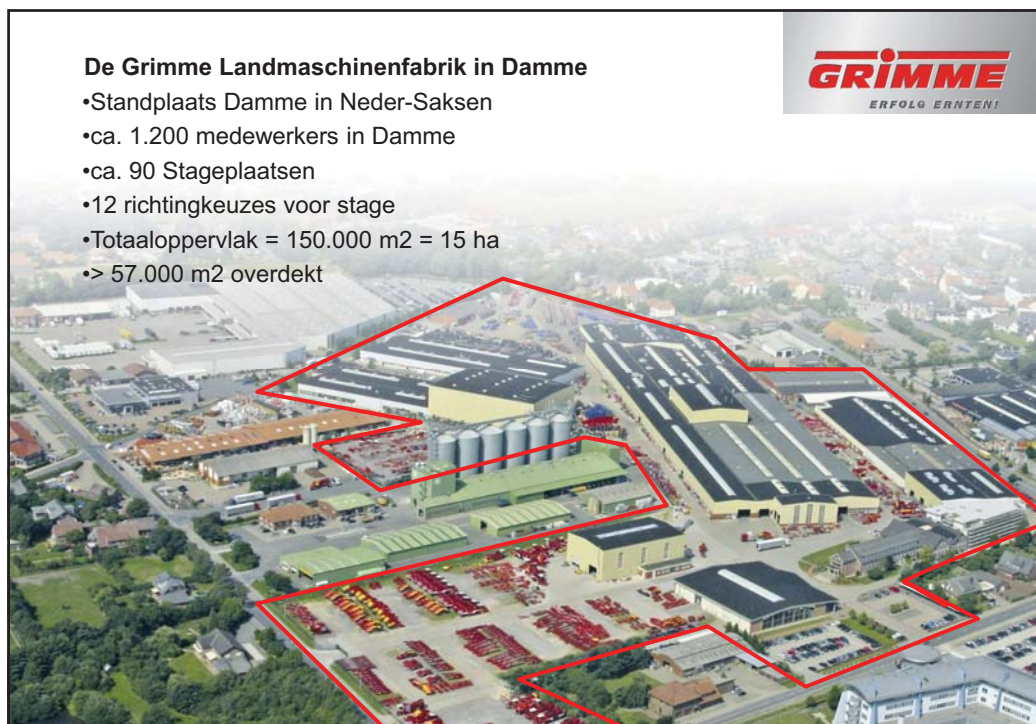 De Grimme Landmaschinenfabrik in Damme
•Standplaats Damme in Neder-Saksen
•ca. 1.200 medewerkers in Damme
•ca. 90 Stageplaatsen
•12 richtingkeuzes voor stage
•Totaaloppervlak = 150.000 m2 = 15 ha
•> 57.000 m2 overdekt
GRIMME
ERFOLG ERNTEN!